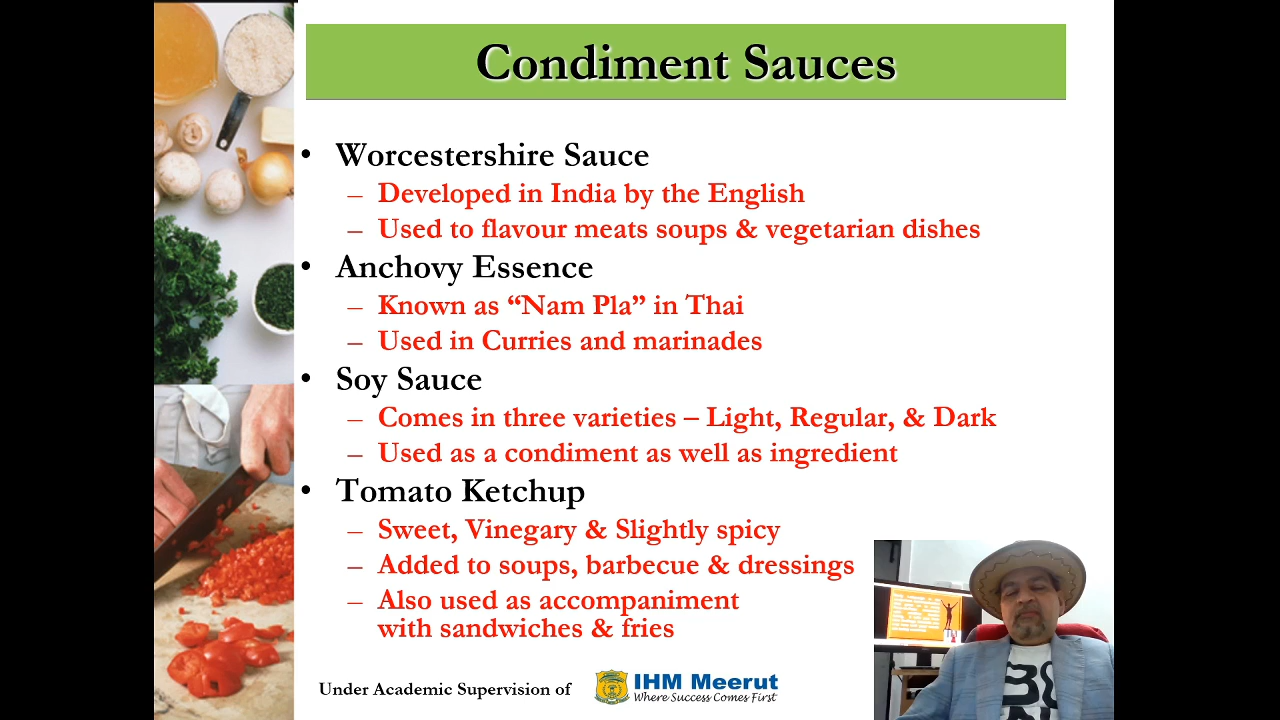 Condiment Sauces
• Worcestershire Sauce
– Developed in India by the English
– Used to flavour meats soups & vegetarian dishes
• Anchovy Essence
– Known as “Nam Pla” in Thai
– Used in Curries and marinades
• Soy Sauce
– Comes in three varieties – Light, Regular, & Dark
– Used as a condiment as well as ingredient
• Tomato Ketchup
– Sweet, Vinegary & Slightly spicy
– Added to soups, barbecue & dressings
– Also used as accompaniment
with sandwiches & fries
Under Academic Supervision of
IHM Meerut
Where Success Comes First